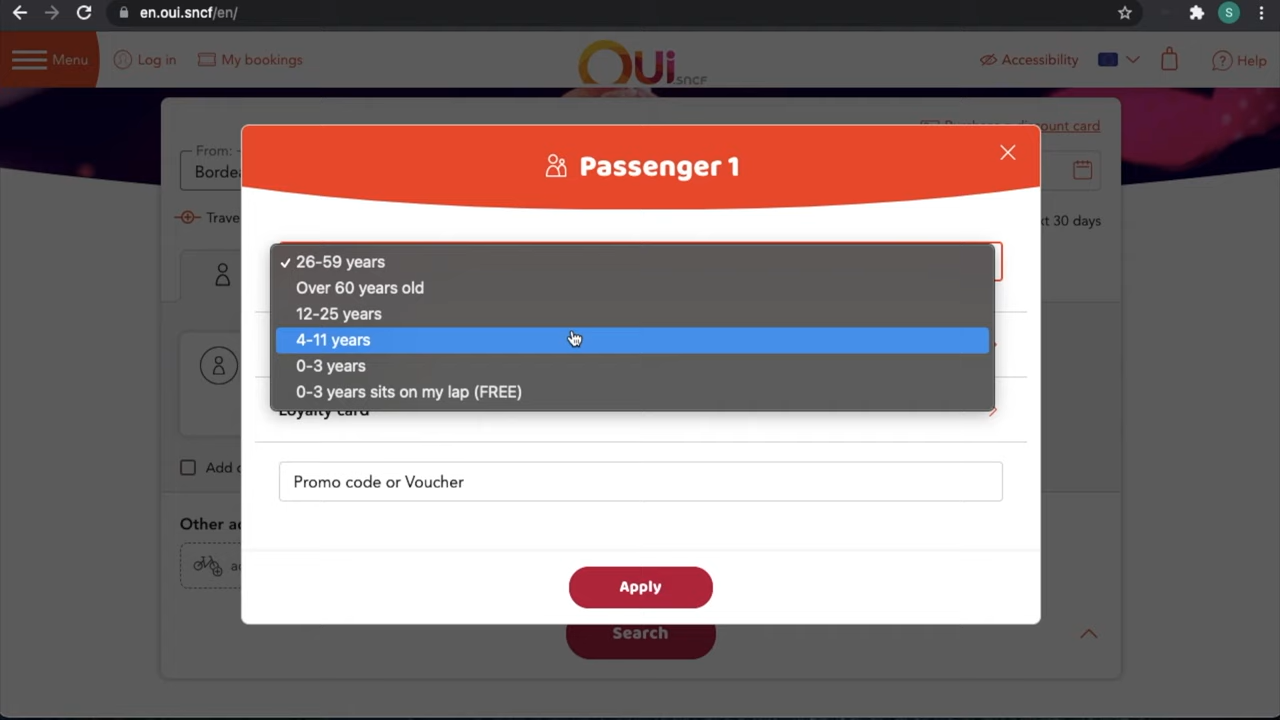 en.oui.sncf/en/
S
Menu
Log in
My bookings
OUI.SNCF
Accessibility
Help
discount card
From:
Bordea
Trave
xt 30 days
Passenger 1
✓ 26-59 years
Over 60 years old
12-25 years
4-11 years
0-3 years
0-3 years sits on my lap (FREE)
Loyalty card
Promo code or Voucher
Add
Other a
Apply
Search